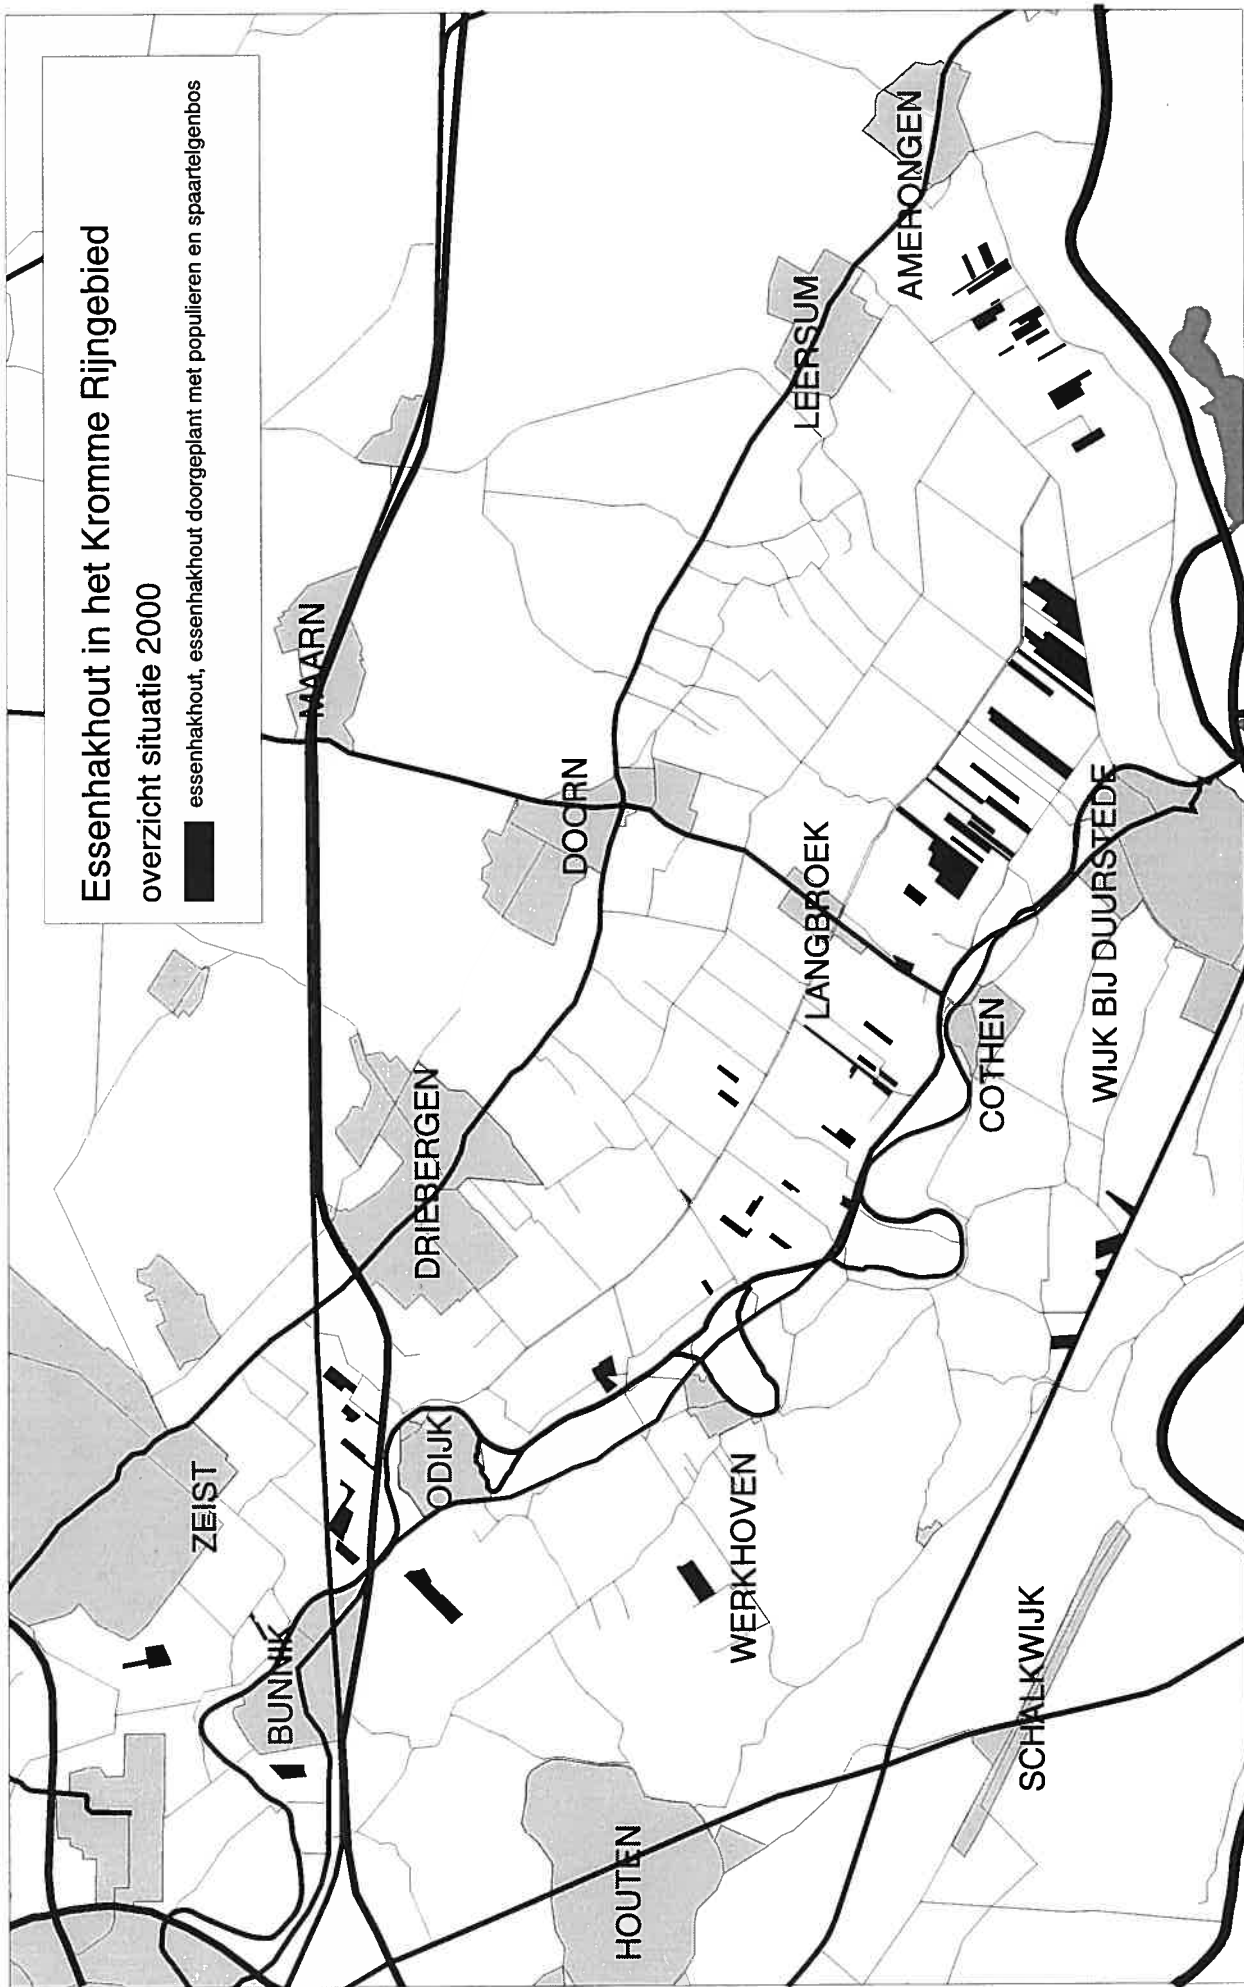 Essenhakhout in het Kromme Rijngebied
overzicht situatie 2000
essenhakhout, essenhakhout doorgeplant met populieren en spaartelgenbos
ZEIST
BUNNIK
ODIJK
DRIEBERGEN
MAARN
DOORN
LEERSUM
AMERONGEN
LANGBROEK
COTHEN
WIJK BIJ DUURSTEDE
WERKHOVEN
HOUTEN
SCHALKWIJK